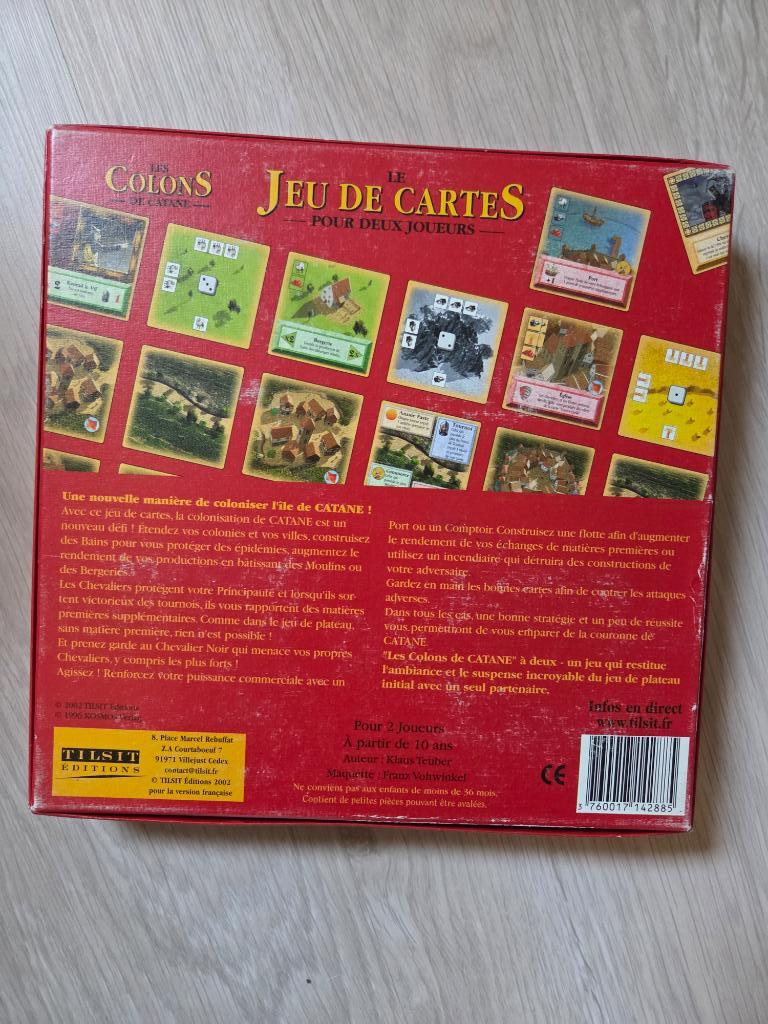 LES
COLONS
DE CATANE
LE
JEU DE CARTES
POUR DEUX JOUEURS
Port
+1
2
1
Bergerie
Église
Année Faste
Tournoi
Une nouvelle manière de coloniser l'île de CATANE !
Avec ce jeu de cartes, la colonisation de CATANE est un
nouveau défi ! Étendez vos colonies et vos villes, construisez
des Bains pour vous protéger des épidémies, augmentez le
rendement de vos productions en bâtissant des Moulins ou
des Bergeries.
Les Chevaliers protègent votre Principauté et lorsqu'ils sor-
tent victorieux des tournois, ils vous rapportent des matières
premières supplémentaires. Comme dans le jeu de plateau,
sans matière première, rien n'est possible !
Et prenez garde au Chevalier Noir qui menace vos propres
Chevaliers, y compris les plus forts !
Agissez ! Renforcez votre puissance commerciale avec un
Port ou un Comptoir. Construisez une flotte afin d'augmenter
le rendement de vos échanges de matières premières ou
utilisez un incendiaire qui détruira des constructions de
votre adversaire.
Gardez en main les bonnes cartes afin de contrer les attaques
adverses.
Dans tous les cas, une bonne stratégie et un peu de réussite
vous permettront de vous emparer de la couronne de
CATANE.
"Les Colons de CATANE" à deux - un jeu qui restitue
l'ambiance et le suspense incroyable du jeu de plateau
initial avec un seul partenaire.
© 2002 TILSIT Éditions
© 1996 KOSMOS Verlag
TILSIT
ÉDITIONS
8, Place Marcel Rebuffat
Z.A Courtaboeuf 7
91971 Villejust Cedex
contact@tilsit.fr
© TILSIT Éditions 2002
pour la version française
Pour 2 Joueurs
À partir de 10 ans
Auteur : Klaus Teuber
Maquette : Franz Vohwinkel
Ne convient pas aux enfants de moins de 36 mois.
Contient de petites pièces pouvant être avalées.
CE
Infos en direct
www.tilsit.fr
3 760017 142885